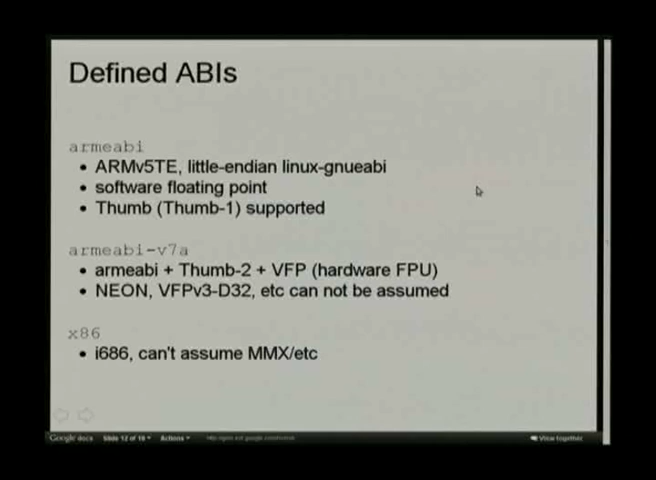 Defined ABIs
armeabi
• ARMv5TE, little-endian linux-gnueabi
• software floating point
• Thumb (Thumb-1) supported
armeabi-v7a
• armeabi + Thumb-2 + VFP (hardware FPU)
• NEON, VFPv3-D32, etc can not be assumed
x86
• i686, can't assume MMX/etc
Google docs Slide 12 of 18 Actions View together